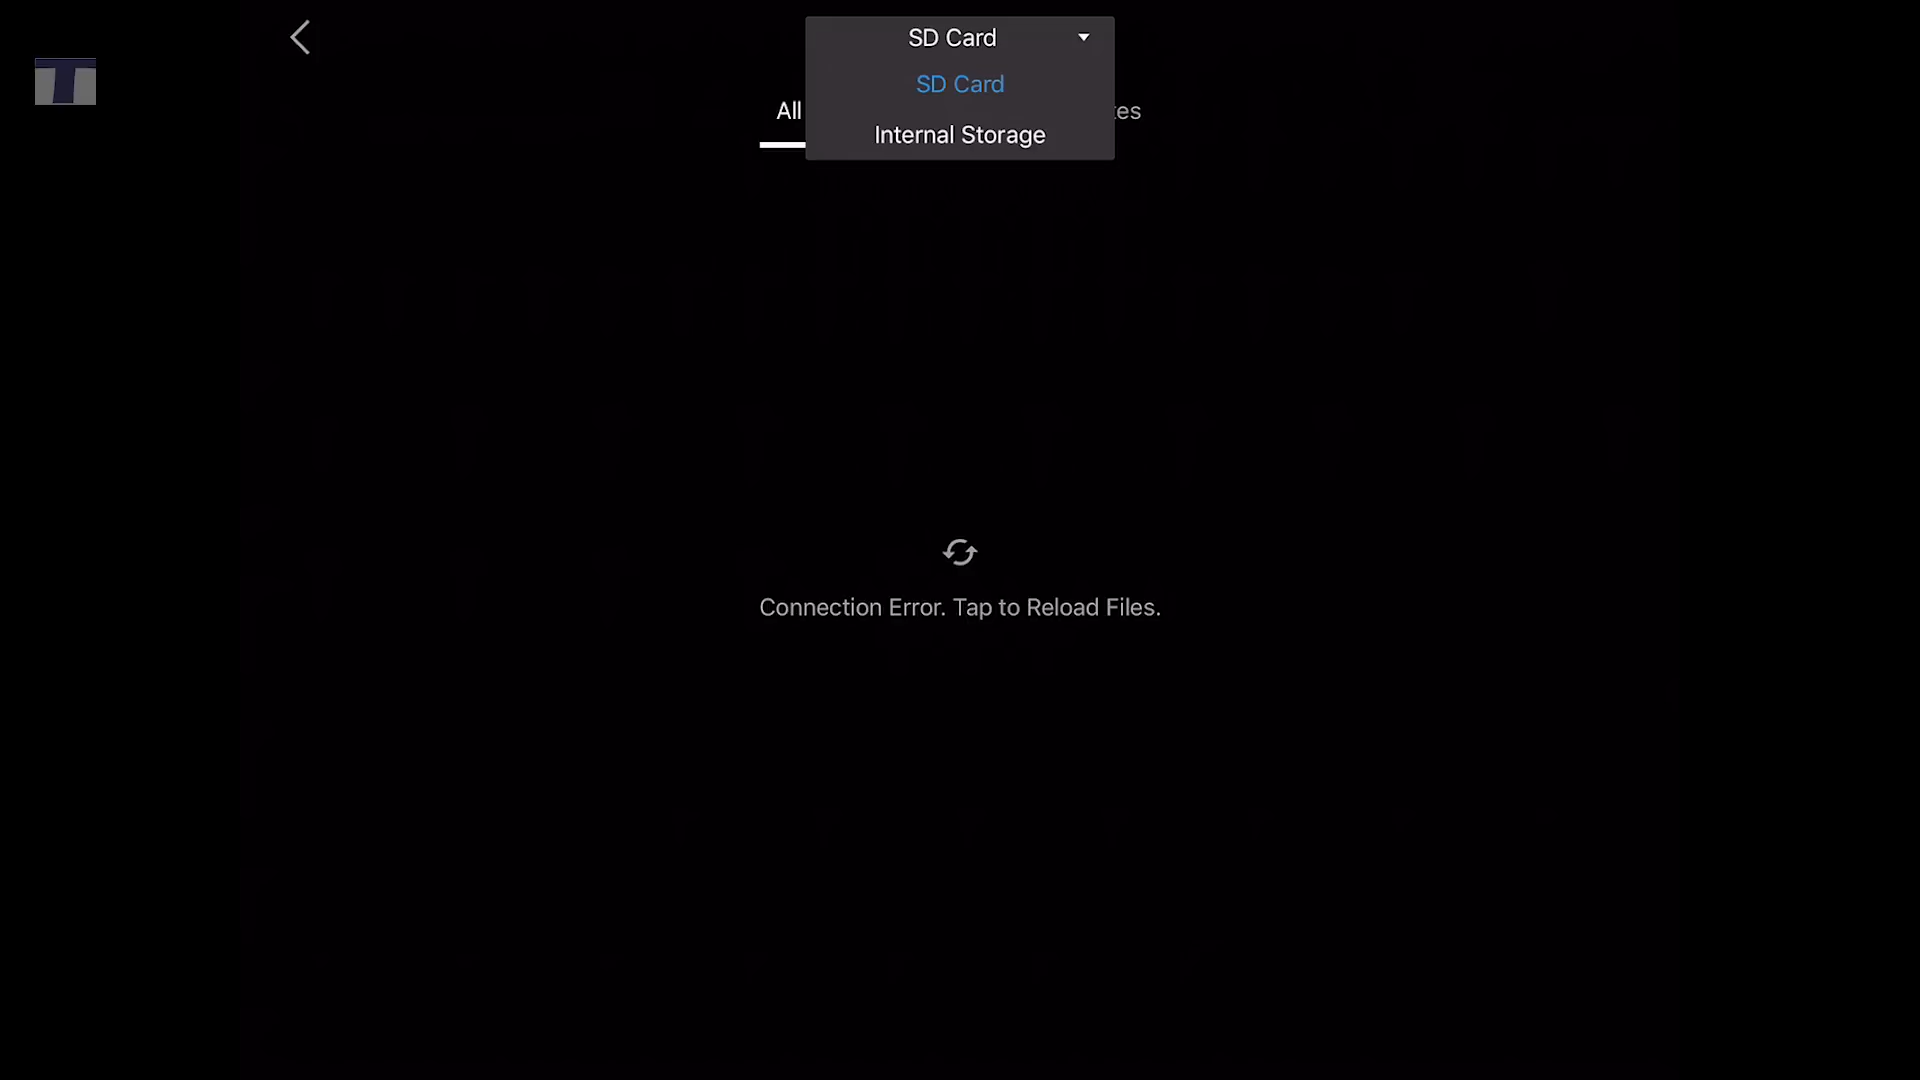 SD Card
SD Card
All
Internal Storage
Connection Error. Tap to Reload Files.